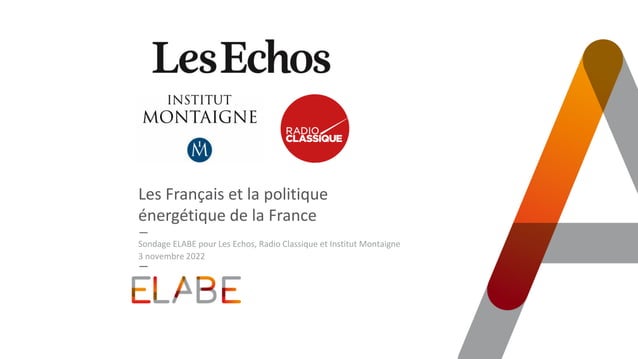 Les Echos
INSTITUT
MONTAIGNE
M
RADIO
CLASSIQUE
Les Français et la politique
énergétique de la France
Sondage ELABE pour Les Echos, Radio Classique et Institut Montaigne
3 novembre 2022
ELABE